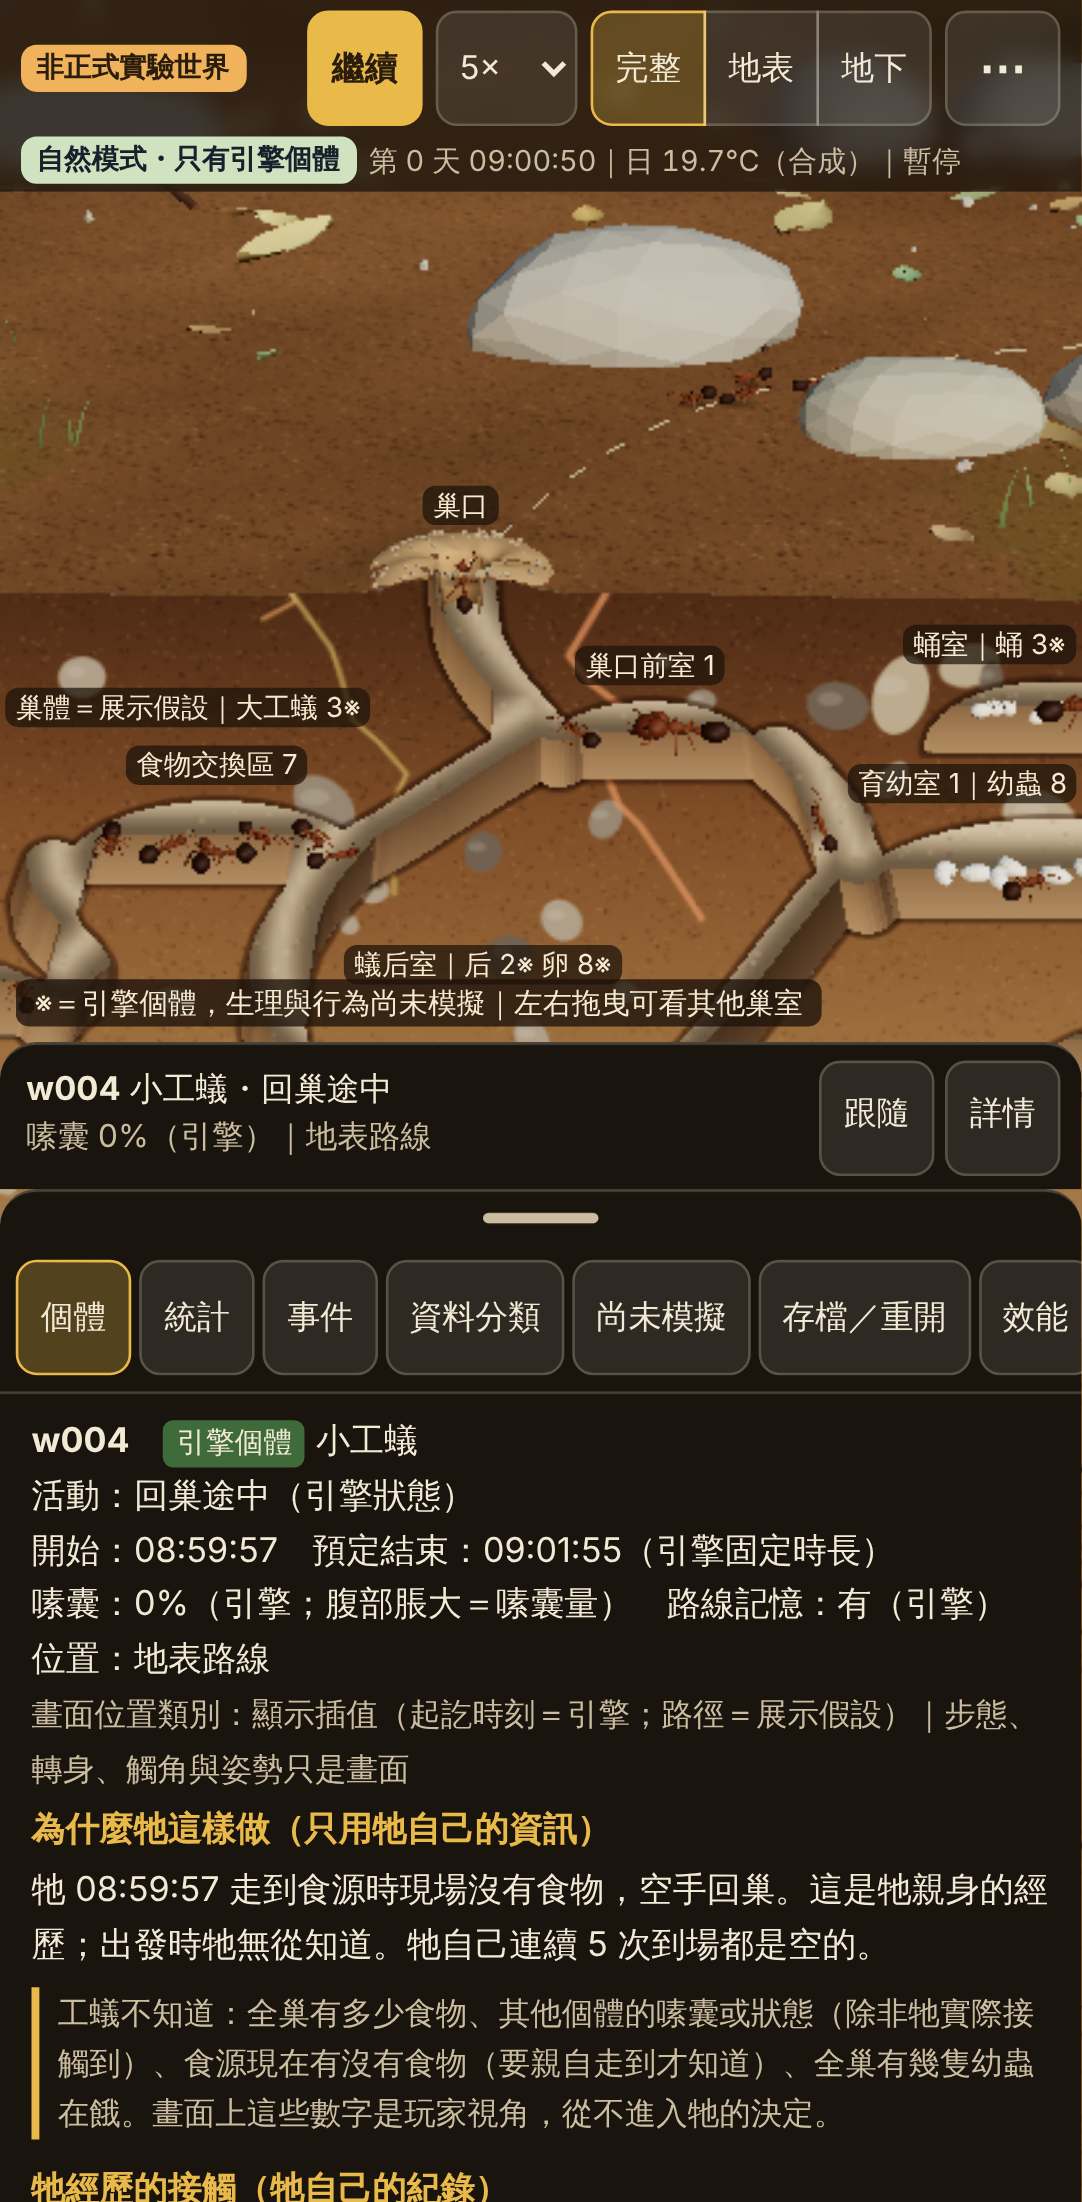 非正式實驗世界
繼續
5×
完整
地表
地下
...
自然模式・只有引擎個體
第 0 天 09:00:50｜日 19.7°C（合成）｜暫停
巢口
巢口前室 1
蛹室｜蛹 3※
巢體＝展示假設｜大工蟻 3※
食物交換區 7
育幼室 1｜幼蟲 8
蟻后室｜后 2※ 卵 8※
※＝引擎個體，生理與行為尚未模擬｜左右拖曳可看其他巢室
w004 小工蟻・回巢途中
嗉囊 0%（引擎）｜地表路線
跟隨
詳情
個體
統計
事件
資料分類
尚未模擬
存檔／重開
效能
w004 引擎個體 小工蟻
活動：回巢途中（引擎狀態）
開始：08:59:57 預定結束：09:01:55（引擎固定時長）
嗉囊：0%（引擎；腹部脹大＝嗉囊量） 路線記憶：有（引擎）
位置：地表路線
畫面位置類別：顯示插值（起訖時刻＝引擎；路徑＝展示假設）｜步態、
轉身、觸角與姿勢只是畫面
為什麼牠這樣做（只用牠自己的資訊）
牠 08:59:57 走到食源時現場沒有食物，空手回巢。這是牠親身的經
歷；出發時牠無從知道。牠自己連續 5 次到場都是空的。
工蟻不知道：全巢有多少食物、其他個體的嗉囊或狀態（除非牠實際接
觸到）、食源現在有沒有食物（要親自走到才知道）、全巢有幾隻幼蟲
在餓。畫面上這些數字是玩家視角，從不進入牠的決定。
牠經歷的接觸（牠自己的紀錄）